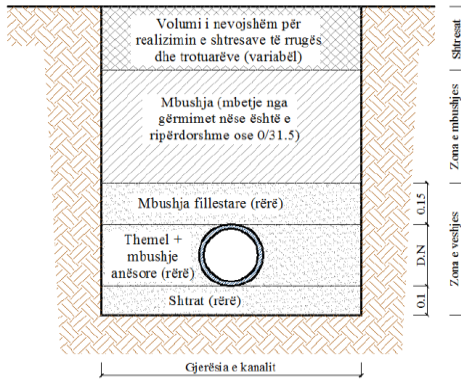 Volumi i nevojshëm për
realizimin e shtresave të rrugës
dhe trotuarëve (variabël)
Mbushja (mbetje nga
gërmimet nëse është e
ripërdorshme ose 0/31.5)
Mbushja fillestare (rërë)
Themel +
mbushje
anësore (rërë)
Shtrat (rërë)
Gjerësia e kanalit
0.15
D.N
0.1
Shtresat
Zona e mbushjes
Zona e veshjes